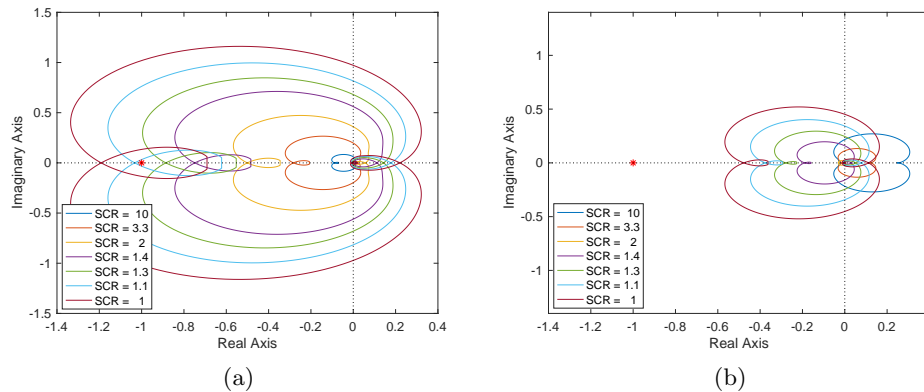 1.5
1
0.5
0
-0.5
-1
-1.5
Imaginary Axis
SCR = 10
SCR = 3.3
SCR = 2
SCR = 1.4
SCR = 1.3
SCR = 1.1
SCR = 1
-1.4 -1.2 -1 -0.8 -0.6 -0.4 -0.2 0 0.2 0.4
Real Axis
(a)
1
0.5
0
-0.5
-1
Imaginary Axis
SCR = 10
SCR = 3.3
SCR = 2
SCR = 1.4
SCR = 1.3
SCR = 1.1
SCR = 1
-1.4 -1.2 -1 -0.8 -0.6 -0.4 -0.2 0 0.2
Real Axis
(b)